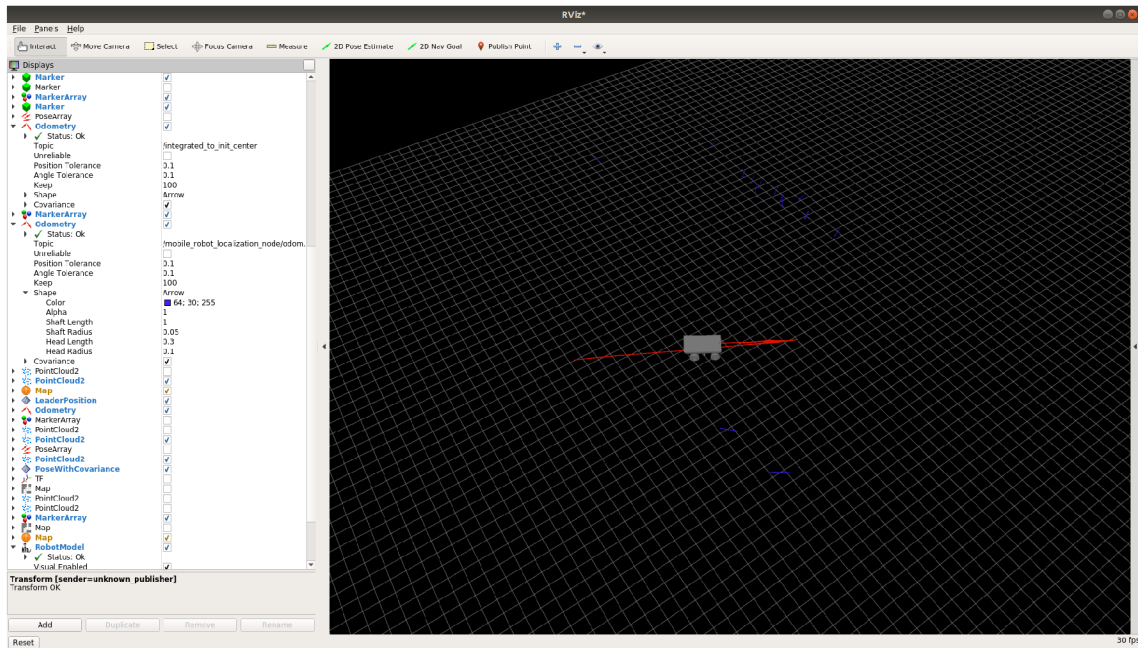 RViz*
File Panels Help
Interact Move Camera Select Focus Camera Measure 2D Pose Estimate 2D Nav Goal Publish Point
Displays
Marker
Marker
MarkerArray
Marker
PoseArray
Odometry
Status: Ok
Topic /integrated_to_init_center
Unreliable
Position Tolerance 0.1
Angle Tolerance 0.1
Keep 100
Shape Arrow
Covariance
MarkerArray
Odometry
Status: Ok
Topic /mobile_robot_localization_node/odom.
Unreliable
Position Tolerance 0.1
Angle Tolerance 0.1
Keep 100
Shape Arrow
Color 64; 30; 255
Alpha 1
Shaft Length 1
Shaft Radius 0.05
Head Length 0.3
Head Radius 0.1
Covariance
PointCloud2
PointCloud2
Map
LeaderPosition
Odometry
MarkerArray
PointCloud2
PointCloud2
PoseArray
PointCloud2
PoseWithCovariance
TF
Map
PointCloud2
PointCloud2
MarkerArray
Map
Map
RobotModel
Status: Ok
Visual Enabled
Transform [sender=unknown_publisher]
Transform OK
Add Duplicate Remove Rename
Reset
30 fps